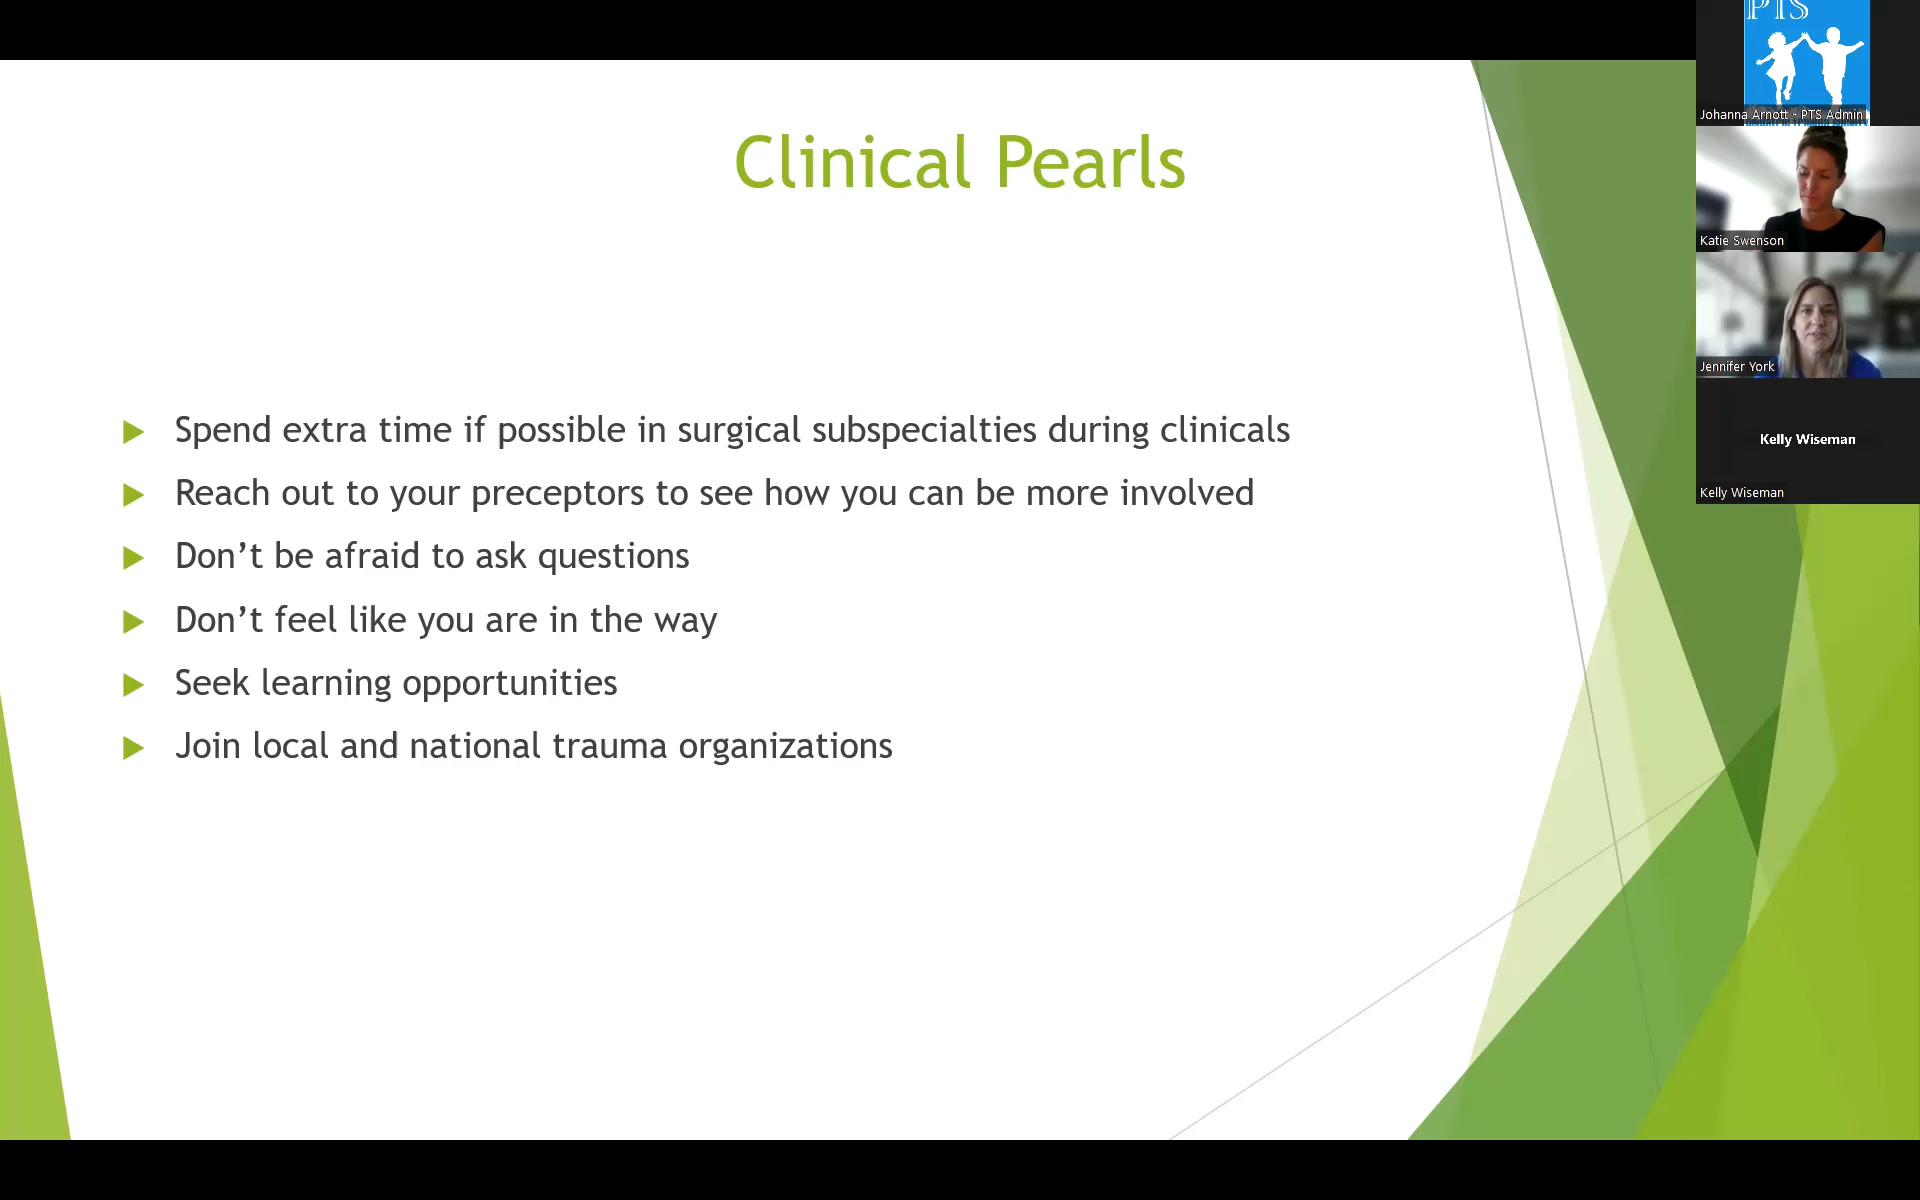 Clinical Pearls
Spend extra time if possible in surgical subspecialties during clinicals
Reach out to your preceptors to see how you can be more involved
Don’t be afraid to ask questions
Don’t feel like you are in the way
Seek learning opportunities
Join local and national trauma organizations
PTS
Johanna Arnott - PTS Admin
Katie Swenson
Jennifer York
Kelly Wiseman
Kelly Wiseman